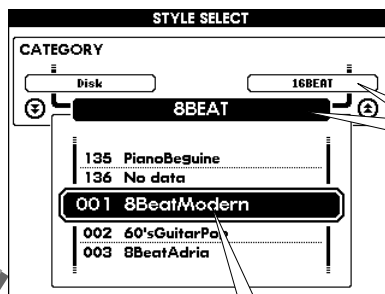 STYLE SELECT
CATEGORY
Disk 16BEAT
8BEAT
135 PianoBeguine
136 No data
001 8BeatModern
002 60'sGuitarPop
003 8BeatAdria